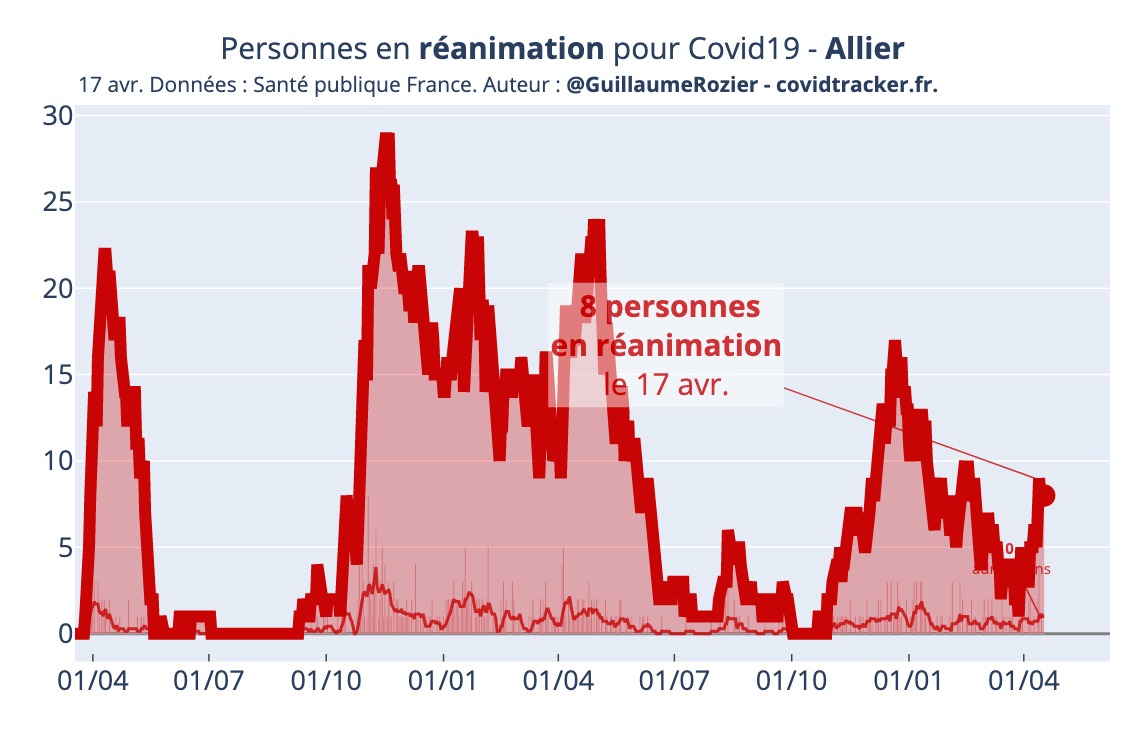 Personnes en réanimation pour Covid19 - Allier
17 avr. Données : Santé publique France. Auteur : @GuillaumeRozier - covidtracker.fr.
30
25
20
15
10
5
0
8 personnes
en réanimation
le 17 avr.
0
01/04 01/07 01/10 01/01 01/04 01/07 01/10 01/01 01/04